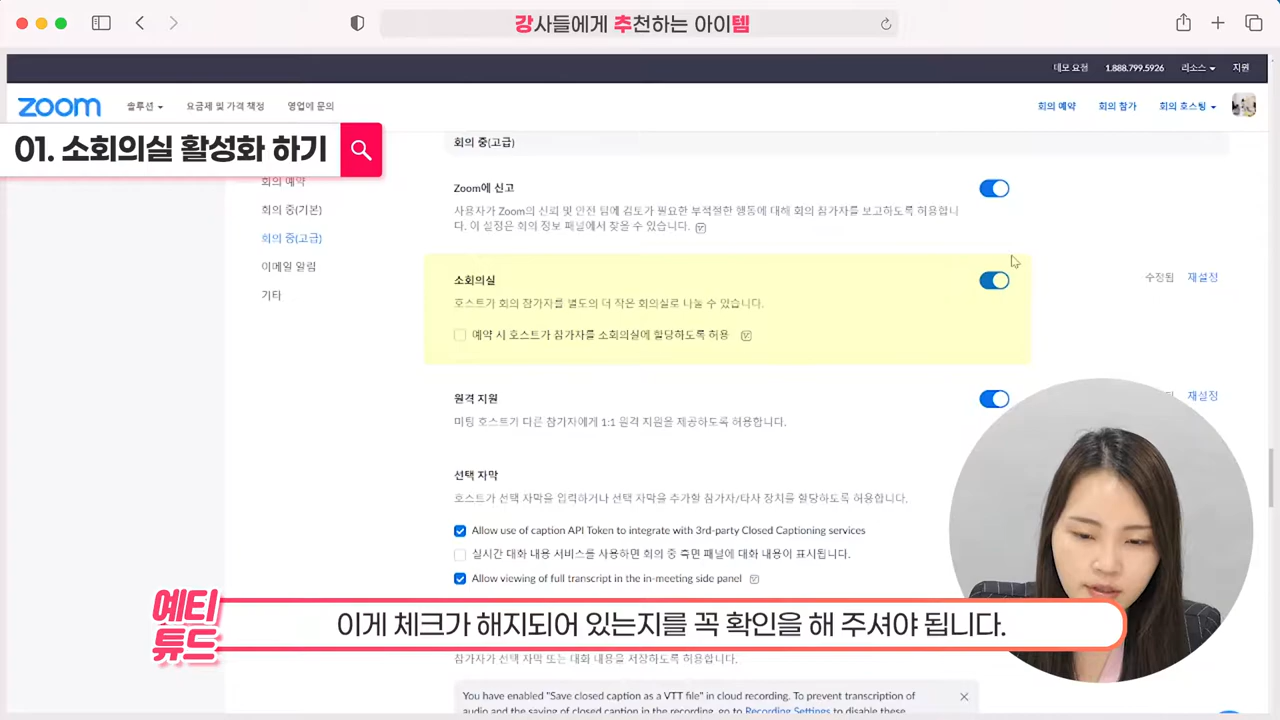 강사들에게 추천하는 아이템
데모 요청 1.888.799.5926 리소스 지원
zoom 솔루션 요금제 및 가격 책정 영업에 문의 회의 예약 회의 참가 회의 호스팅
01. 소회의실 활성화 하기
회의 예약
회의 중(기본)
회의 중(고급)
이메일 알림
기타
회의 중(고급)
Zoom에 신고
사용자가 Zoom의 신뢰 및 안전 팀에 검토가 필요한 부적절한 행동에 대해 회의 참가자를 보고하도록 허용합니
다. 이 설정은 회의 정보 패널에서 찾을 수 있습니다.
소회의실
수정됨 재설정
호스트가 회의 참가자를 별도의 더 작은 회의실로 나눌 수 있습니다.
예약 시 호스트가 참가자를 소회의실에 할당하도록 허용
원격 지원
재설정
미팅 호스트가 다른 참가자에게 1:1 원격 지원을 제공하도록 허용합니다.
선택 자막
호스트가 선택 자막을 입력하거나 선택 자막을 추가할 참가자/타사 장치를 할당하도록 허용합니다.
Allow use of caption API Token to integrate with 3rd-party Closed Captioning services
실시간 대화 내용 서비스를 사용하면 회의 중 측면 패널에 대화 내용이 표시됩니다.
Allow viewing of full transcript in the in-meeting side panel
예티
튜드
이게 체크가 해지되어 있는지를 꼭 확인을 해 주셔야 됩니다.
참가자가 선택 자막 또는 대화 내용을 저장하도록 허용합니다.
You have enabled "Save closed caption as a VTT file" in cloud recording. To prevent transcription of
audio and the saving of closed caption in the recording, go to Recording Settings to disable these